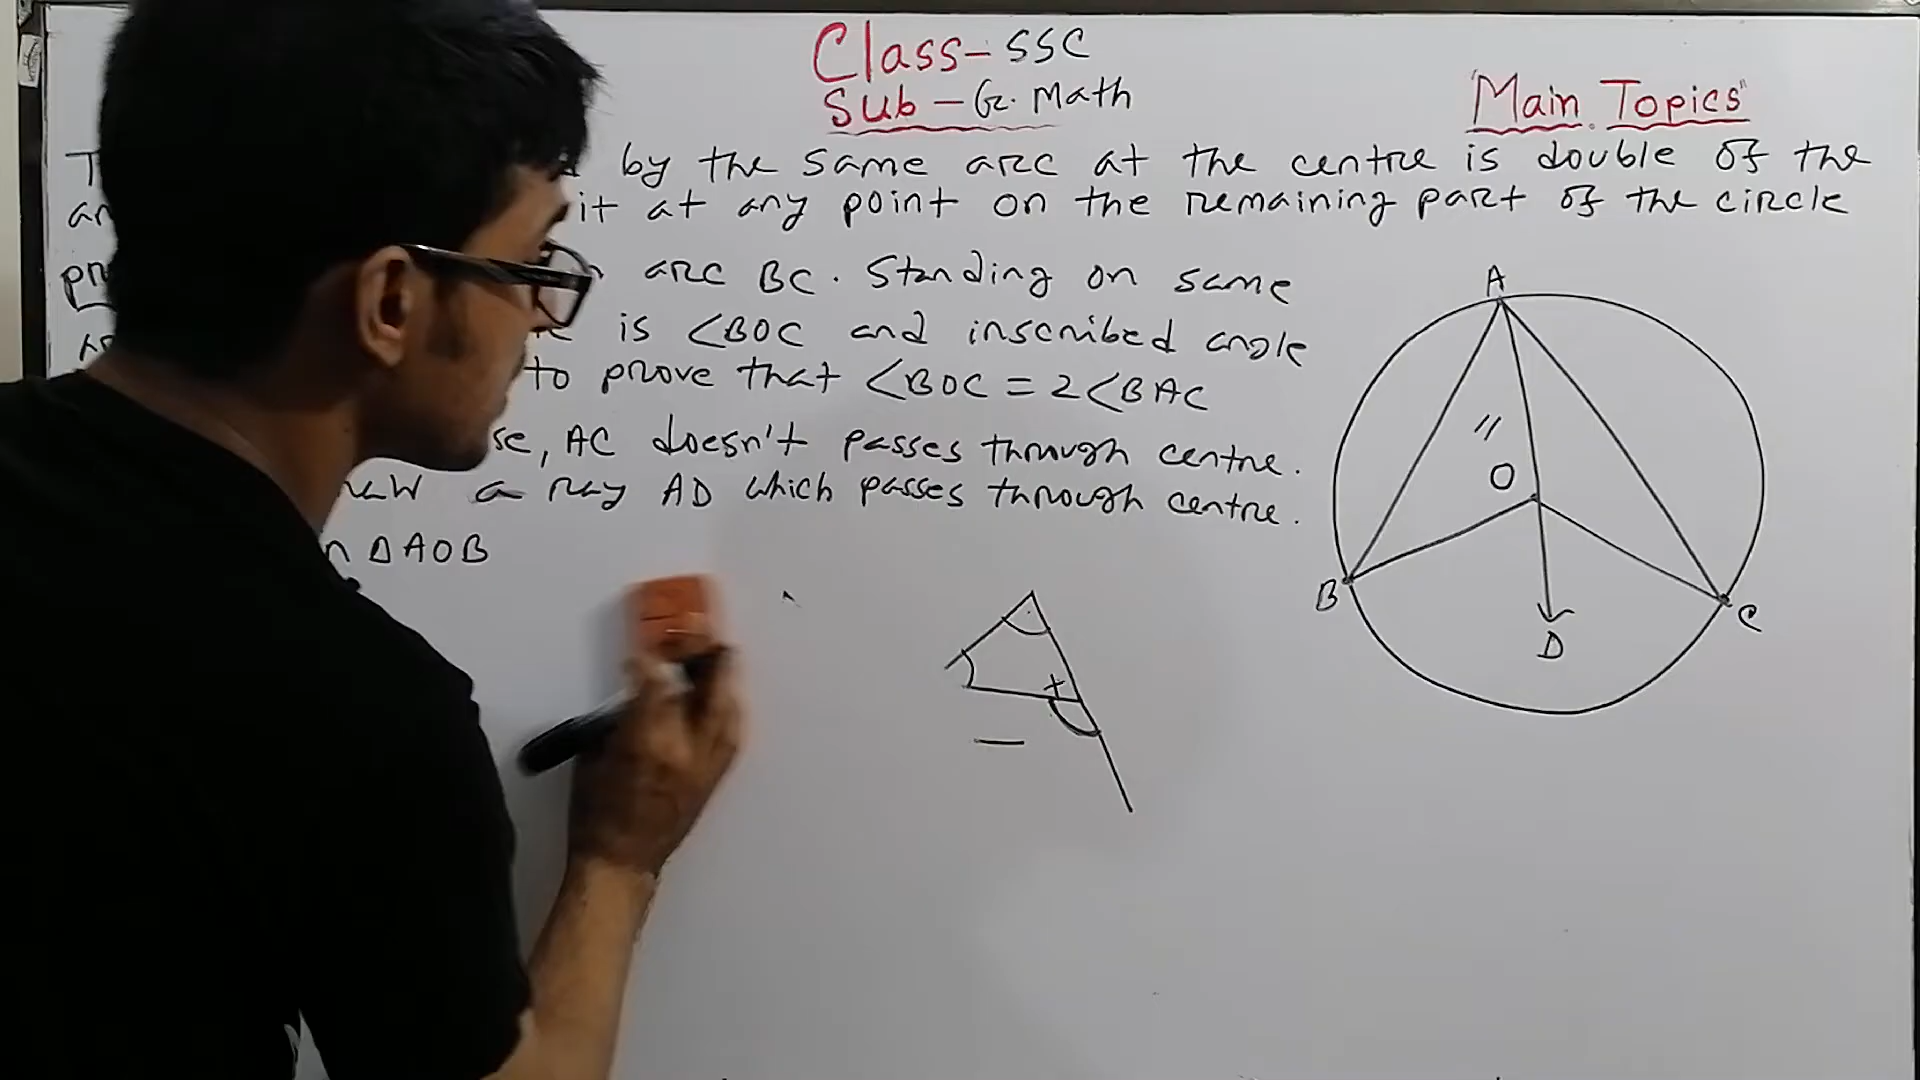 Class- SSC
Sub - G. Math
"Main Topics"
by the same arc at the centre is double of the
it at any point on the remaining part of the circle
arc BC. Standing on same
is <BOC and inscribed angle
to prove that <BOC = 2<BAC
AC doesn't passes through centre.
a ray AD which passes through centre.
ΔAOB
A
O
B
C
D